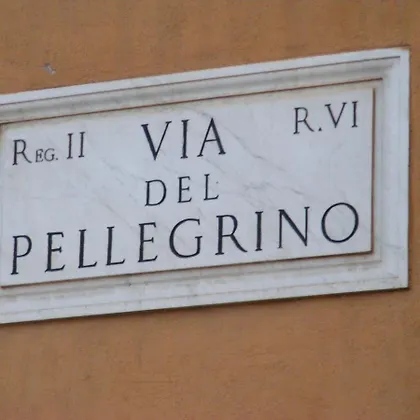 REG. II VIA R.VI
DEL
PELLEGRINO